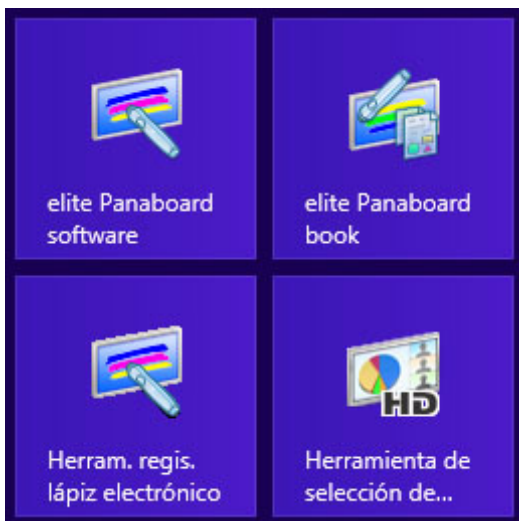 elite Panaboard
software
elite Panaboard
book
Herram. regis.
lápiz electrónico
HD
Herramienta de
selección de...